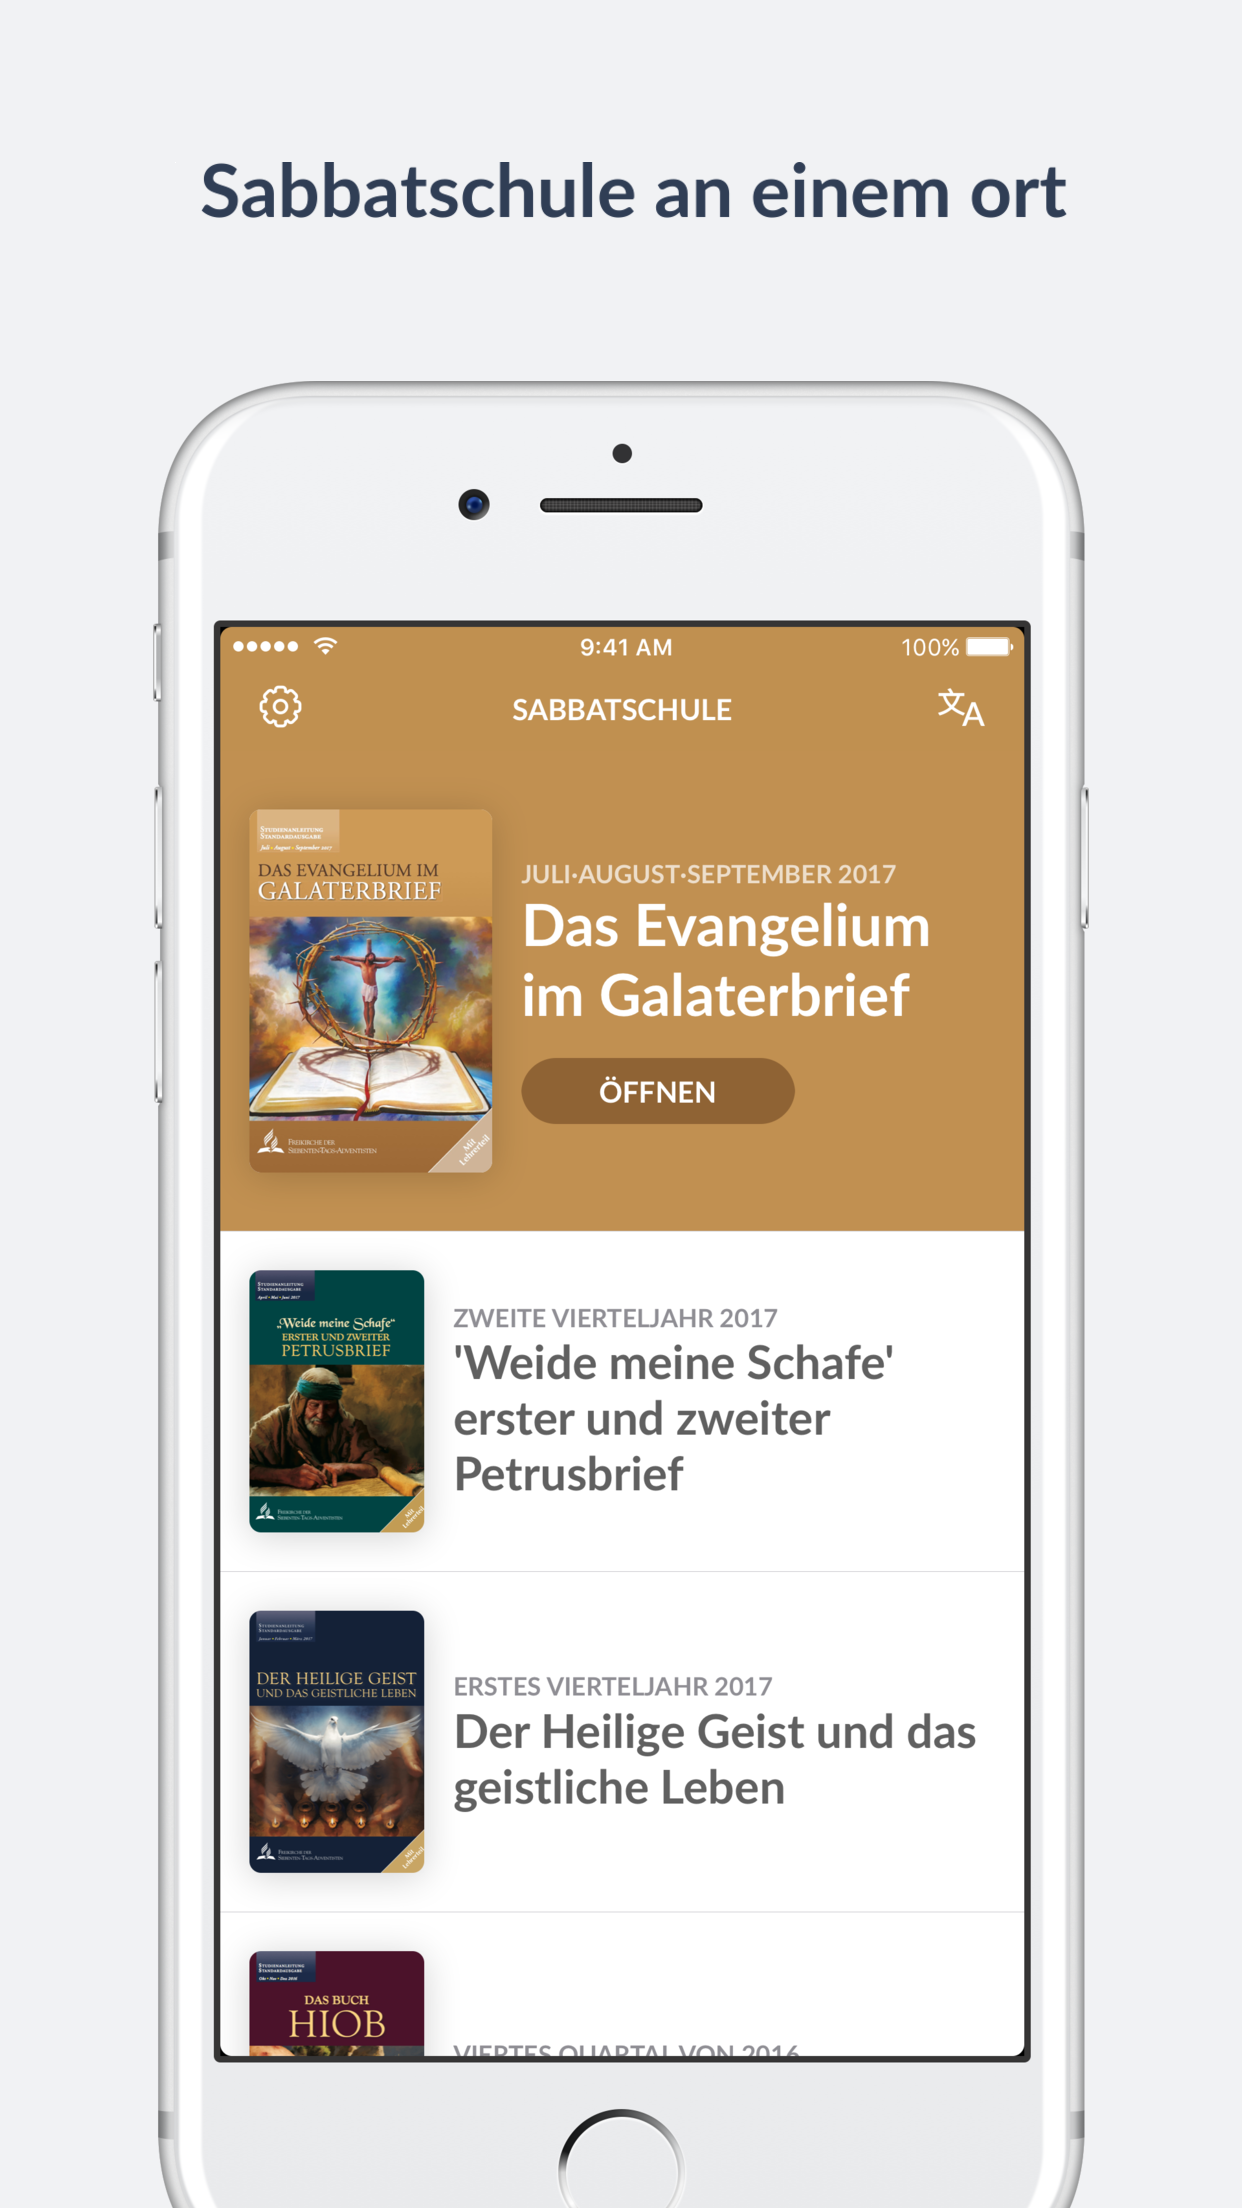 Sabbatschule an einem ort
9:41 AM
100%
SABBATSCHULE
文A
STUDIENANLEITUNG
STANDARDAUSGABE
Juli • August • September 2017
DAS EVANGELIUM IM
GALATERBRIEF
FREIKIRCHE DER
SIEBENTEN-TAGS-ADVENTISTEN
Mit
Lehrerteil
JULI·AUGUST·SEPTEMBER 2017
Das Evangelium
im Galaterbrief
ÖFFNEN
STUDIENANLEITUNG
STANDARDAUSGABE
April • Mai • Juni 2017
„Weide meine Schafe“
ERSTER UND ZWEITER
PETRUSBRIEF
FREIKIRCHE DER
SIEBENTEN-TAGS-ADVENTISTEN
Mit
Lehrerteil
ZWEITE VIERTELJAHR 2017
'Weide meine Schafe'
erster und zweiter
Petrusbrief
STUDIENANLEITUNG
STANDARDAUSGABE
Januar • Februar • März 2017
DER HEILIGE GEIST
UND DAS GEISTLICHE LEBEN
FREIKIRCHE DER
SIEBENTEN-TAGS-ADVENTISTEN
Mit
Lehrerteil
ERSTES VIERTELJAHR 2017
Der Heilige Geist und das
geistliche Leben
STUDIENANLEITUNG
STANDARDAUSGABE
Okt • Nov • Dez 2016
DAS BUCH
HIOB
VIERTES QUARTAL VON 2016